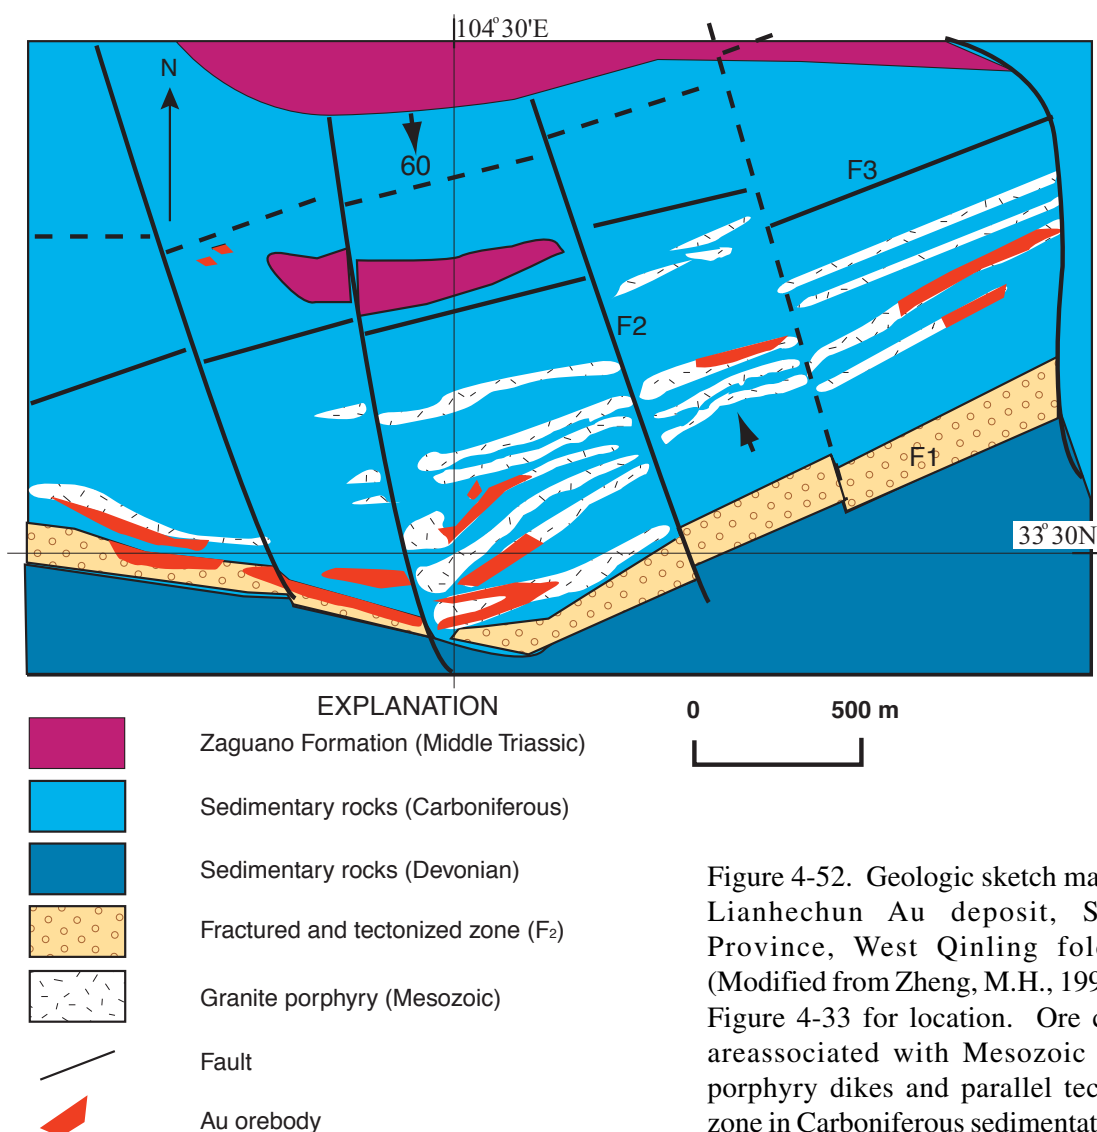 104°30'E
N
60
F3
F2
F1
33°30N
EXPLANATION
0 500 m
Zaguano Formation (Middle Triassic)
Sedimentary rocks (Carboniferous)
Sedimentary rocks (Devonian)
Fractured and tectonized zone (F2)
Granite porphyry (Mesozoic)
Fault
Au orebody
Figure 4-52. Geologic sketch ma
Lianhechun Au deposit, S
Province, West Qinling fol
(Modified from Zheng, M.H., 199
Figure 4-33 for location. Ore
areassociated with Mesozoic
porphyry dikes and parallel tec
zone in Carboniferous sedimentat